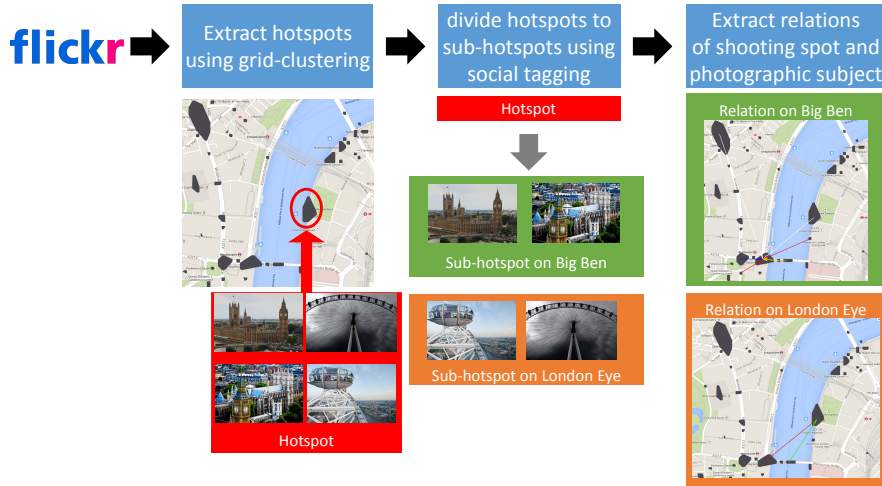 flickr
Extract hotspots
using grid-clustering
divide hotspots to
sub-hotspots using
social tagging
Extract relations
of shooting spot and
photographic subject
Hotspot
Sub-hotspot on Big Ben
Sub-hotspot on London Eye
Hotspot
Relation on Big Ben
Relation on London Eye